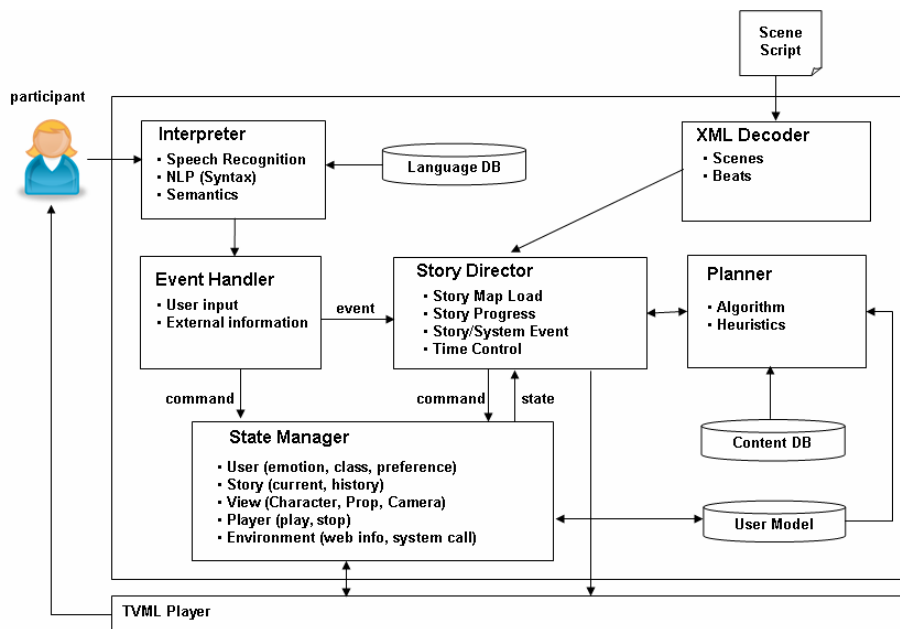 Scene
Script
participant
Interpreter
· Speech Recognition
· NLP (Syntax)
· Semantics
Language DB
XML Decoder
· Scenes
· Beats
Event Handler
· User input
· External information
event
Story Director
· Story Map Load
· Story Progress
· Story/System Event
· Time Control
Planner
· Algorithm
· Heuristics
command
command
state
State Manager
· User (emotion, class, preference)
· Story (current, history)
· View (Character, Prop, Camera)
· Player (play, stop)
· Environment (web info, system call)
Content DB
User Model
TVML Player